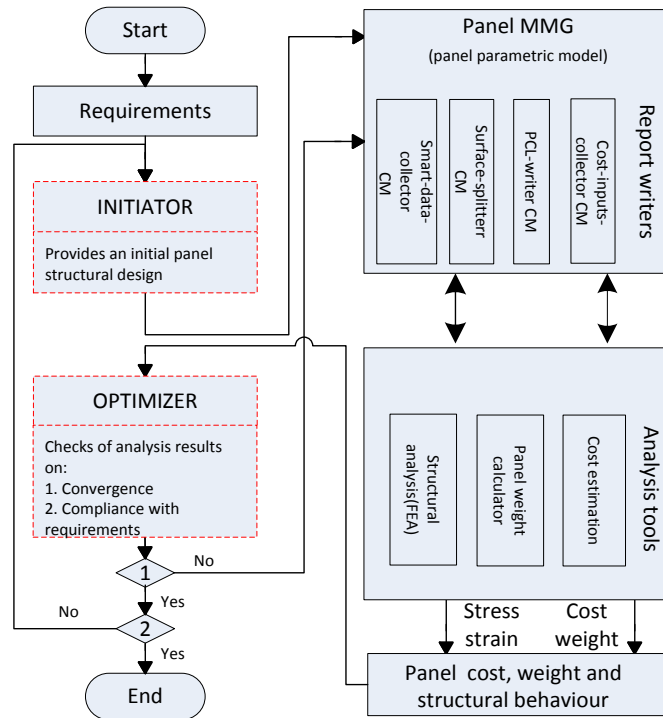 Start
Requirements
INITIATOR
Provides an initial panel
structural design
OPTIMIZER
Checks of analysis results
on:
1. Convergence
2. Compliance with
requirements
1
No
Yes
No
2
Yes
End
Panel MMG
(panel parametric model)
Smart-data-
collector
CM
Surface-splitterr
CM
PCL-writer CM
Cost-inputs-
collector CM
Report writers
Structural
analysis(FEA)
Panel weight
calculator
Cost estimation
Analysis tools
Stress
strain
Cost
weight
Panel cost, weight and
structural behaviour